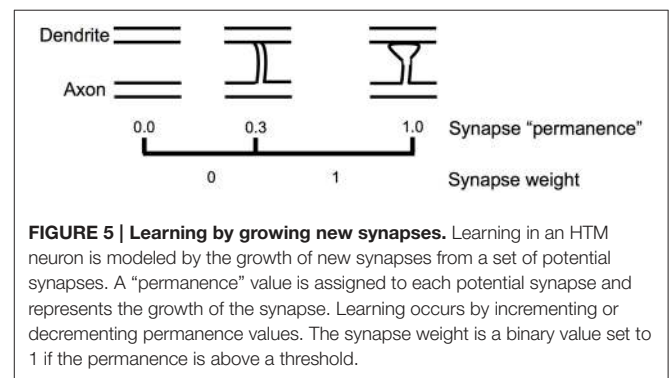 Dendrite
Axon
0.0 0.3 1.0 Synapse “permanence”
0 1 Synapse weight
FIGURE 5 | Learning by growing new synapses. Learning in an HTM
neuron is modeled by the growth of new synapses from a set of potential
synapses. A “permanence” value is assigned to each potential synapse and
represents the growth of the synapse. Learning occurs by incrementing or
decrementing permanence values. The synapse weight is a binary value set to
1 if the permanence is above a threshold.